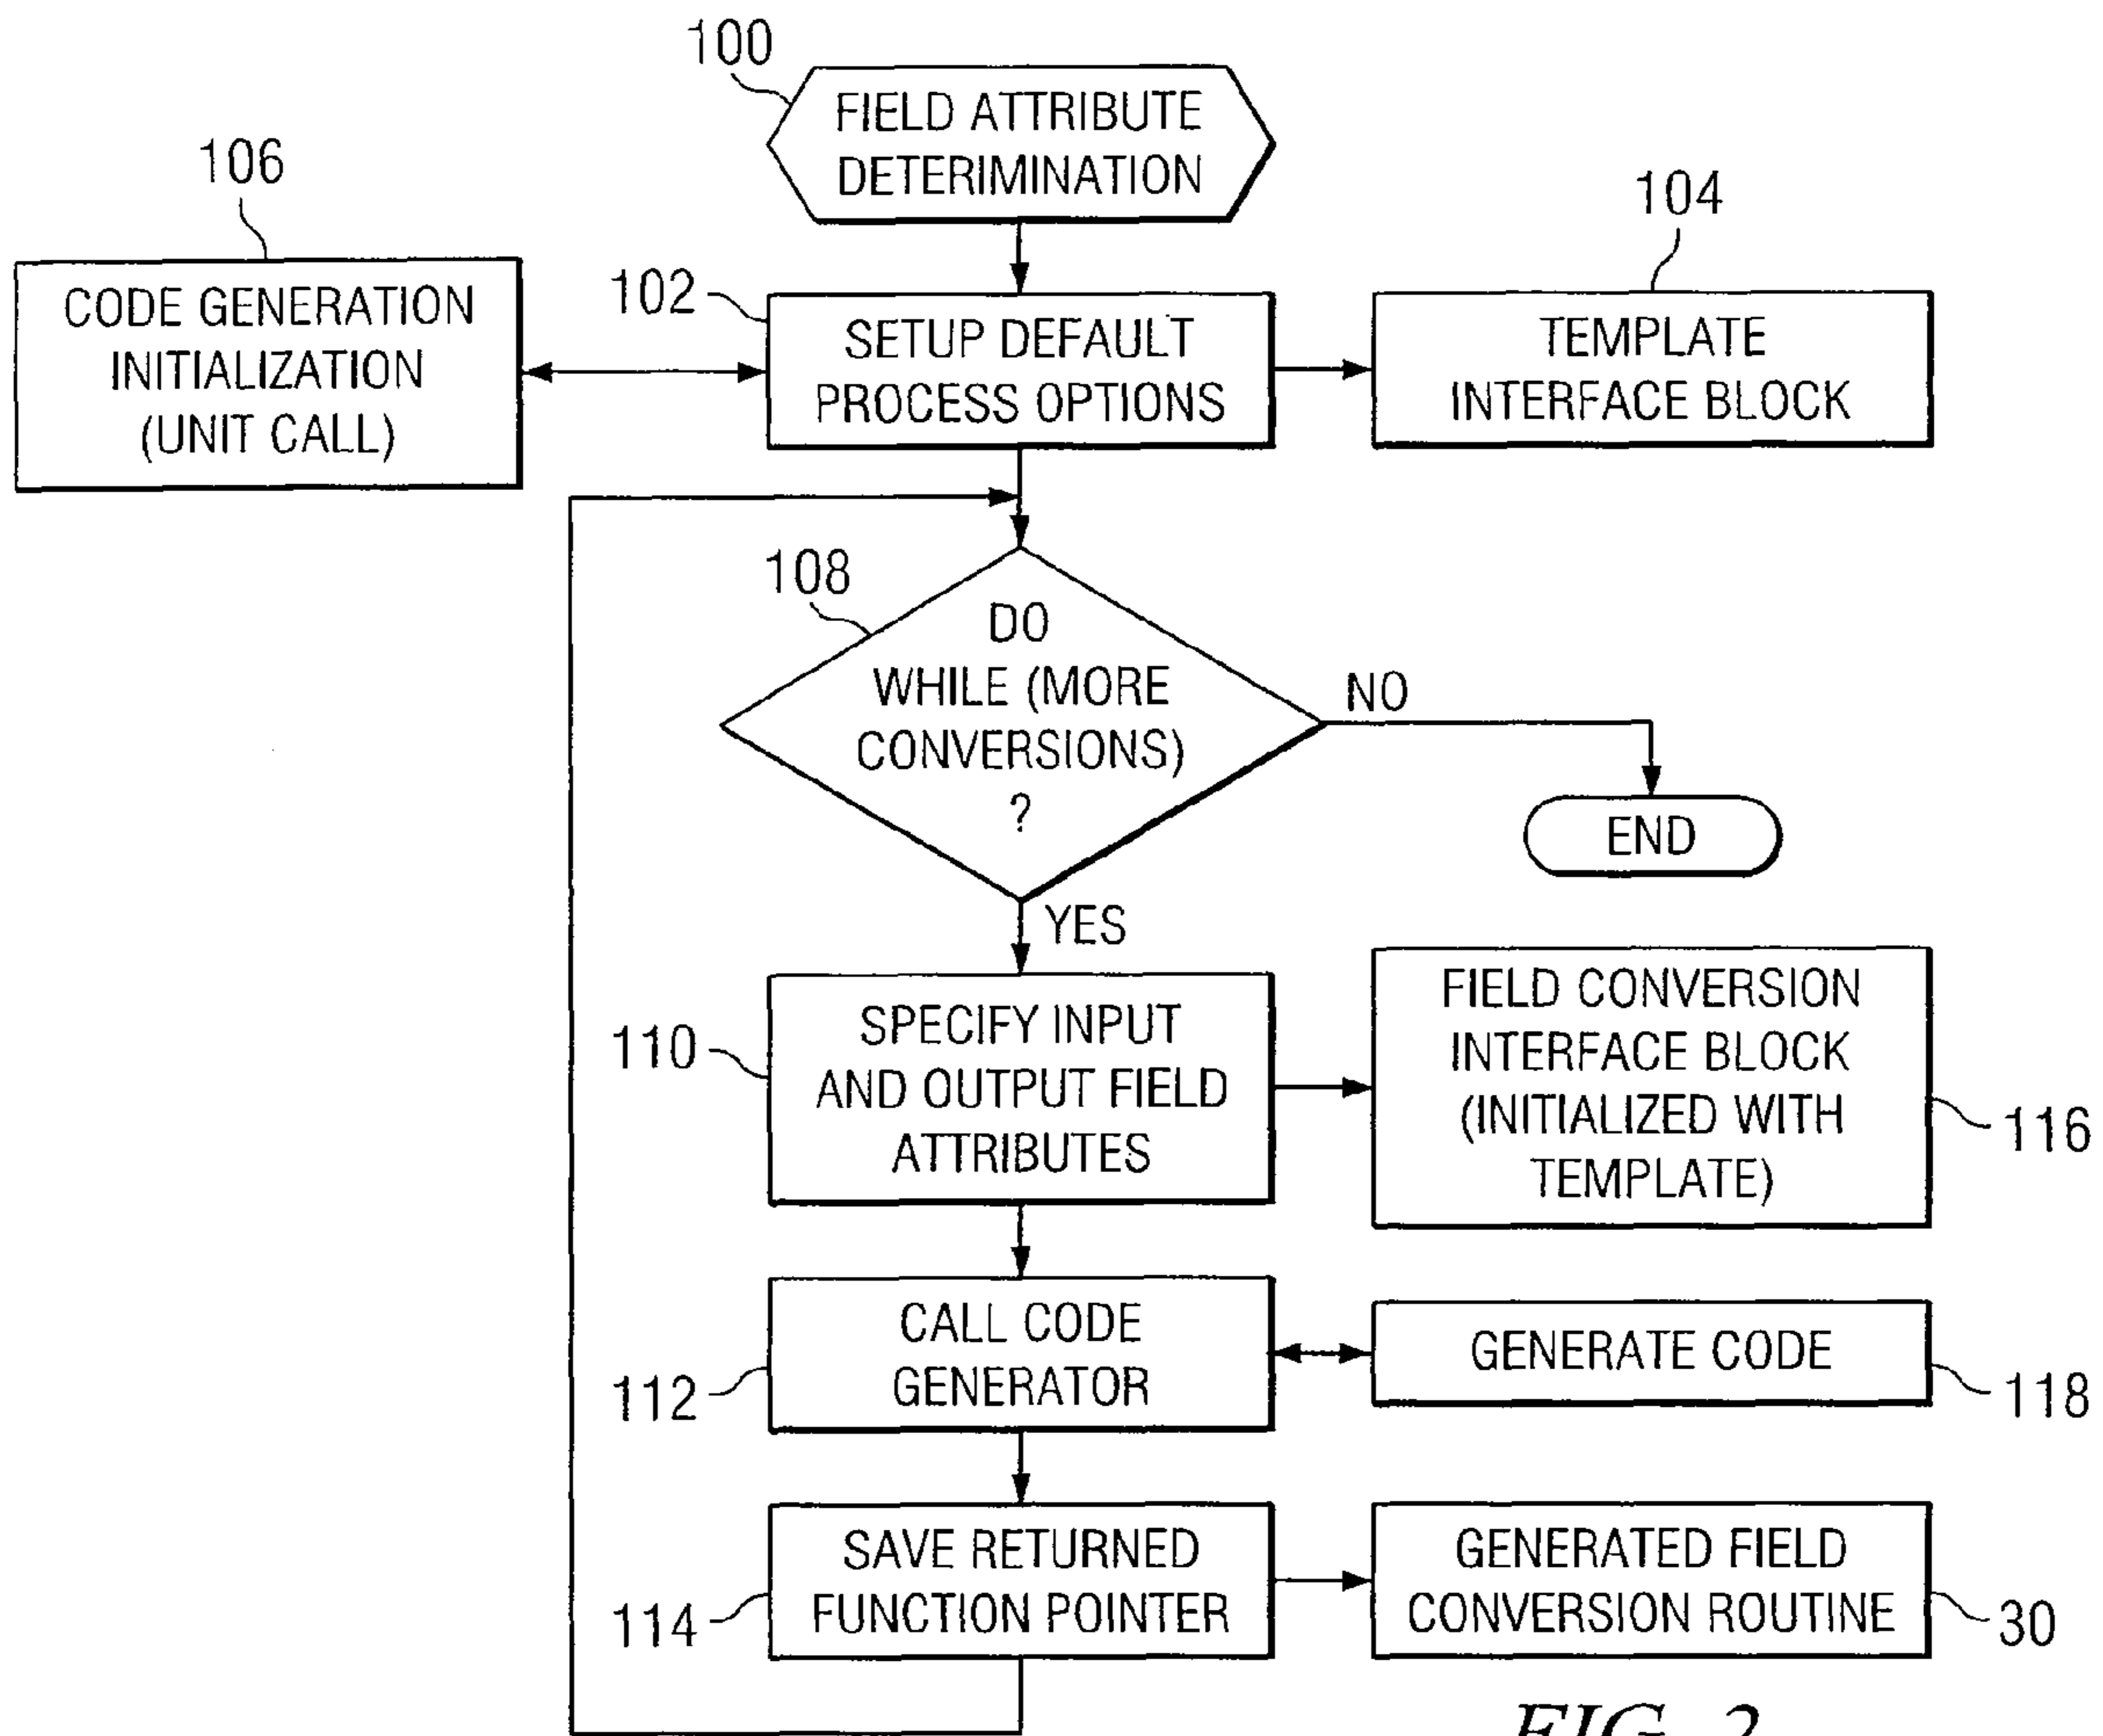 100
FIELD ATTRIBUTE
DETERIMINATION
106
CODE GENERATION
INITIALIZATION
(UNIT CALL)
102
SETUP DEFAULT
PROCESS OPTIONS
104
TEMPLATE
INTERFACE BLOCK
108
DO
WHILE (MORE
CONVERSIONS)
?
NO
END
YES
110
SPECIFY INPUT
AND OUTPUT FIELD
ATTRIBUTES
FIELD CONVERSION
INTERFACE BLOCK
(INITIALIZED WITH
TEMPLATE)
116
112
CALL CODE
GENERATOR
GENERATE CODE
118
114
SAVE RETURNED
FUNCTION POINTER
GENERATED FIELD
CONVERSION ROUTINE
30
FIG. 2